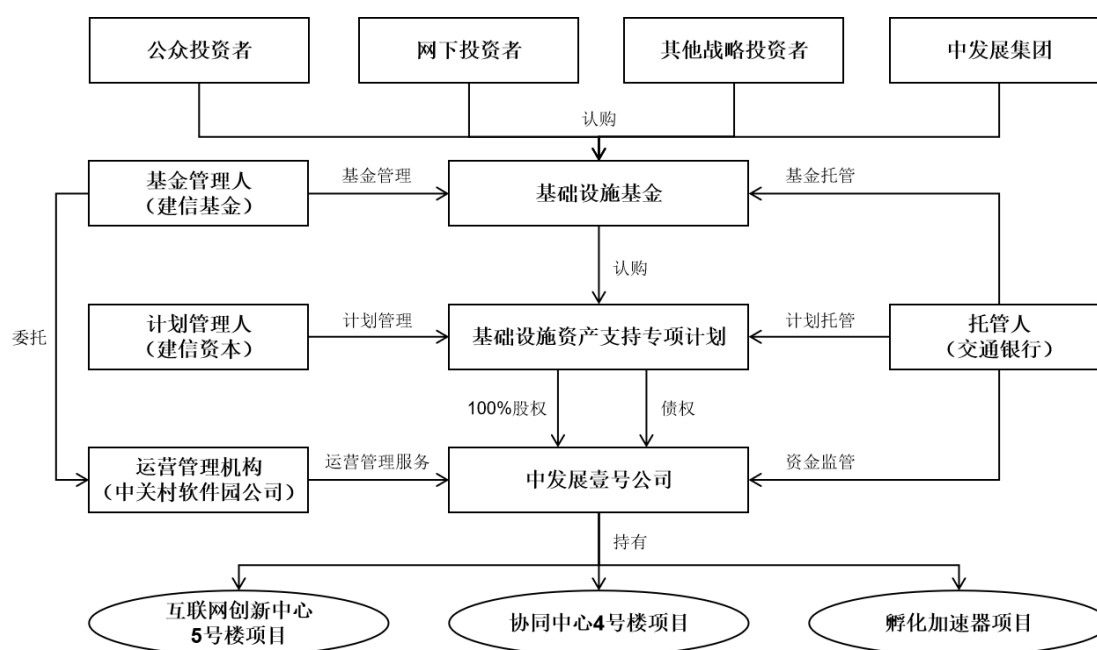 公众投资者
网下投资者
其他战略投资者
中发展集团
认购
基金管理人
（建信基金）
基金管理
基础设施基金
基金托管
认购
委托
计划管理人
（建信资本）
计划管理
基础设施资产支持专项计划
计划托管
托管人
（交通银行）
100%股权
债权
运营管理机构
（中关村软件园公司）
运营管理服务
中发展壹号公司
资金监管
持有
互联网创新中心
5号楼项目
协同中心4号楼项目
孵化加速器项目